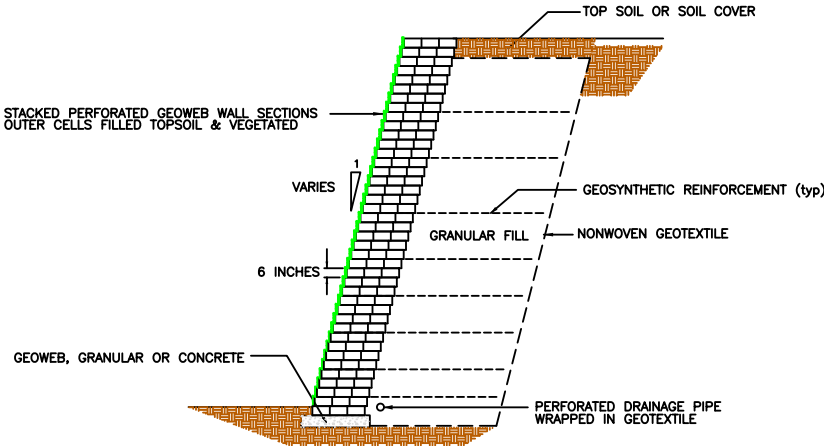 TOP SOIL OR SOIL COVER
STACKED PERFORATED GEOWEB WALL SECTIONS
OUTER CELLS FILLED TOPSOIL & VEGETATED
1
VARIES
GEOSYNTHETIC REINFORCEMENT (typ)
GRANULAR FILL
NONWOVEN GEOTEXTILE
6 INCHES
GEOWEB, GRANULAR OR CONCRETE
PERFORATED DRAINAGE PIPE
WRAPPED IN GEOTEXTILE